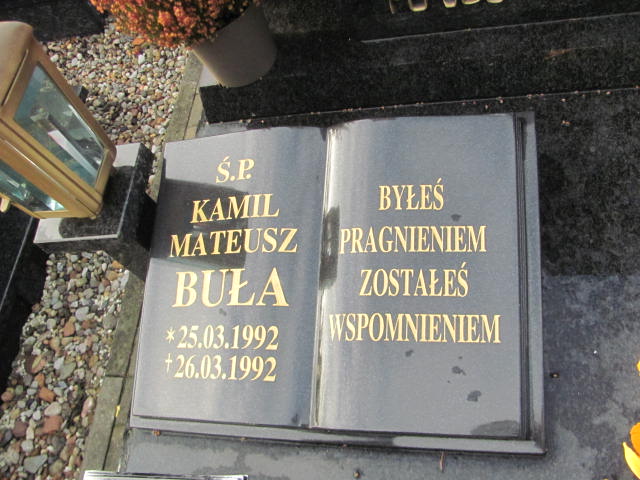 Ś.P.
KAMIL
MATEUSZ
BUŁA
*25.03.1992
†26.03.1992
BYŁEŚ
PRAGNIENIEM
ZOSTAŁEŚ
WSPOMNIENIEM